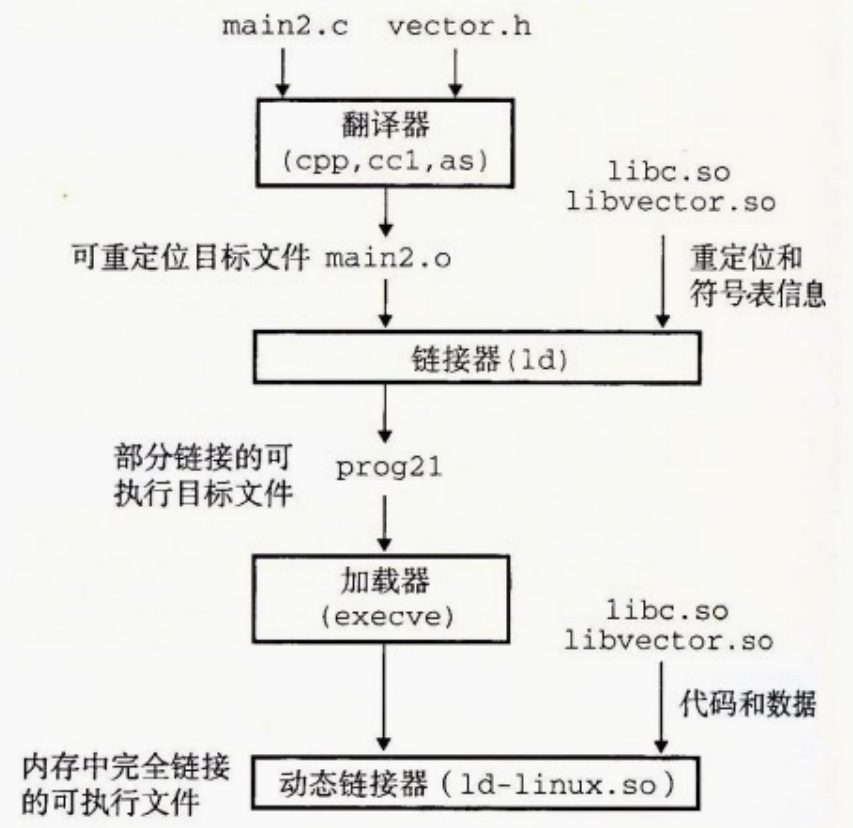 main2.c vector.h
翻译器
(cpp,cc1,as)
libc.so
libvector.so
可重定位目标文件 main2.o
重定位和
符号表信息
链接器(ld)
部分链接的可
执行目标文件
prog21
加载器
(execve)
libc.so
libvector.so
代码和数据
内存中完全链接
的可执行文件
动态链接器(ld-linux.so)